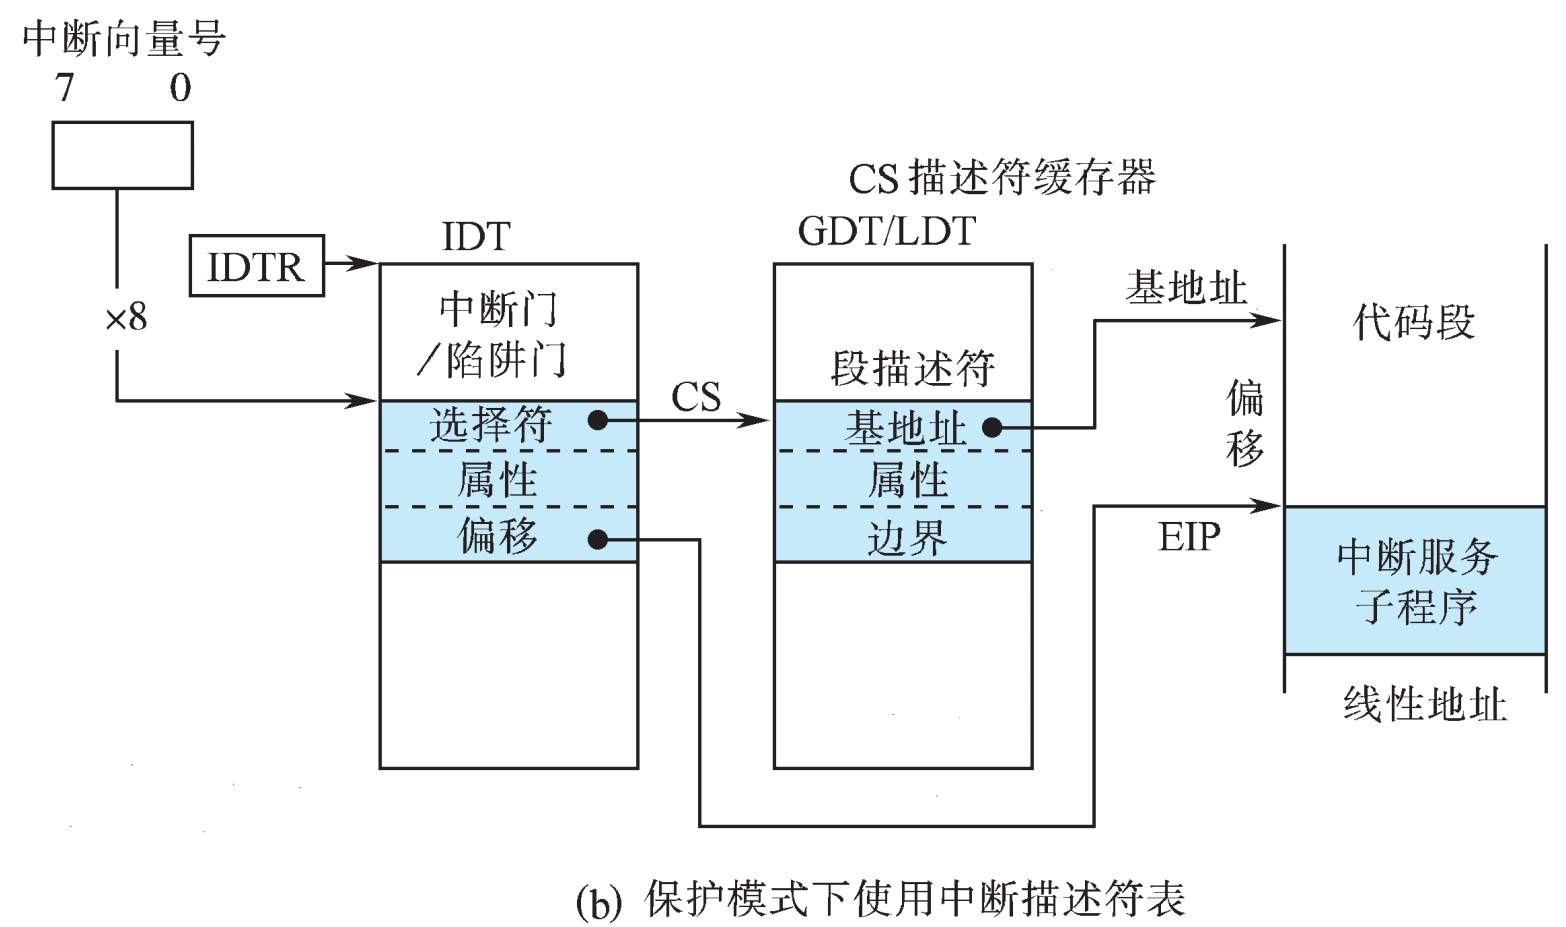 中断向量号
7 0
CS描述符缓存器
IDT
GDT/LDT
IDTR
×8
中断门
/陷阱门
选择符
属性
偏移
CS
段描述符
基地址
属性
边界
基地址
偏
移
EIP
代码段
中断服务
子程序
线性地址
(b) 保护模式下使用中断描述符表